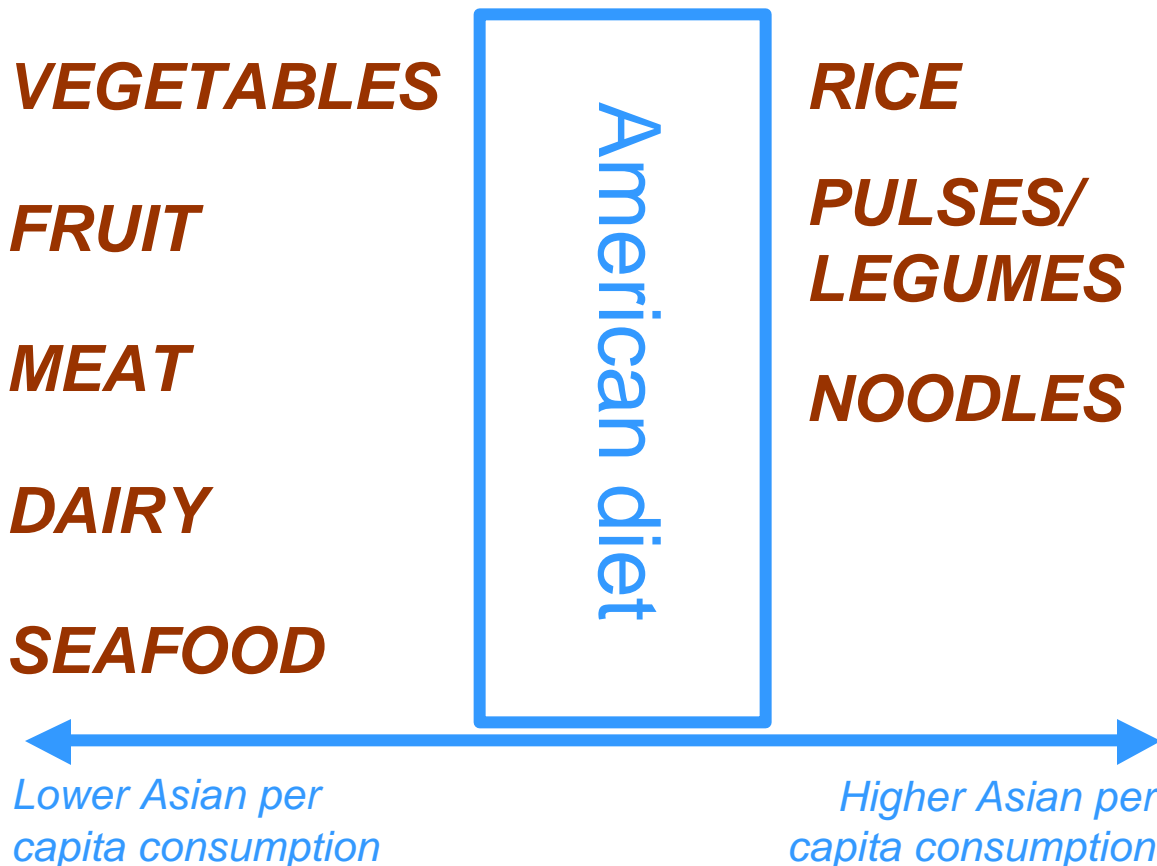 VEGETABLES
FRUIT
MEAT
DAIRY
SEAFOOD
American diet
RICE
PULSES/
LEGUMES
NOODLES
Lower Asian per
capita consumption
Higher Asian per
capita consumption